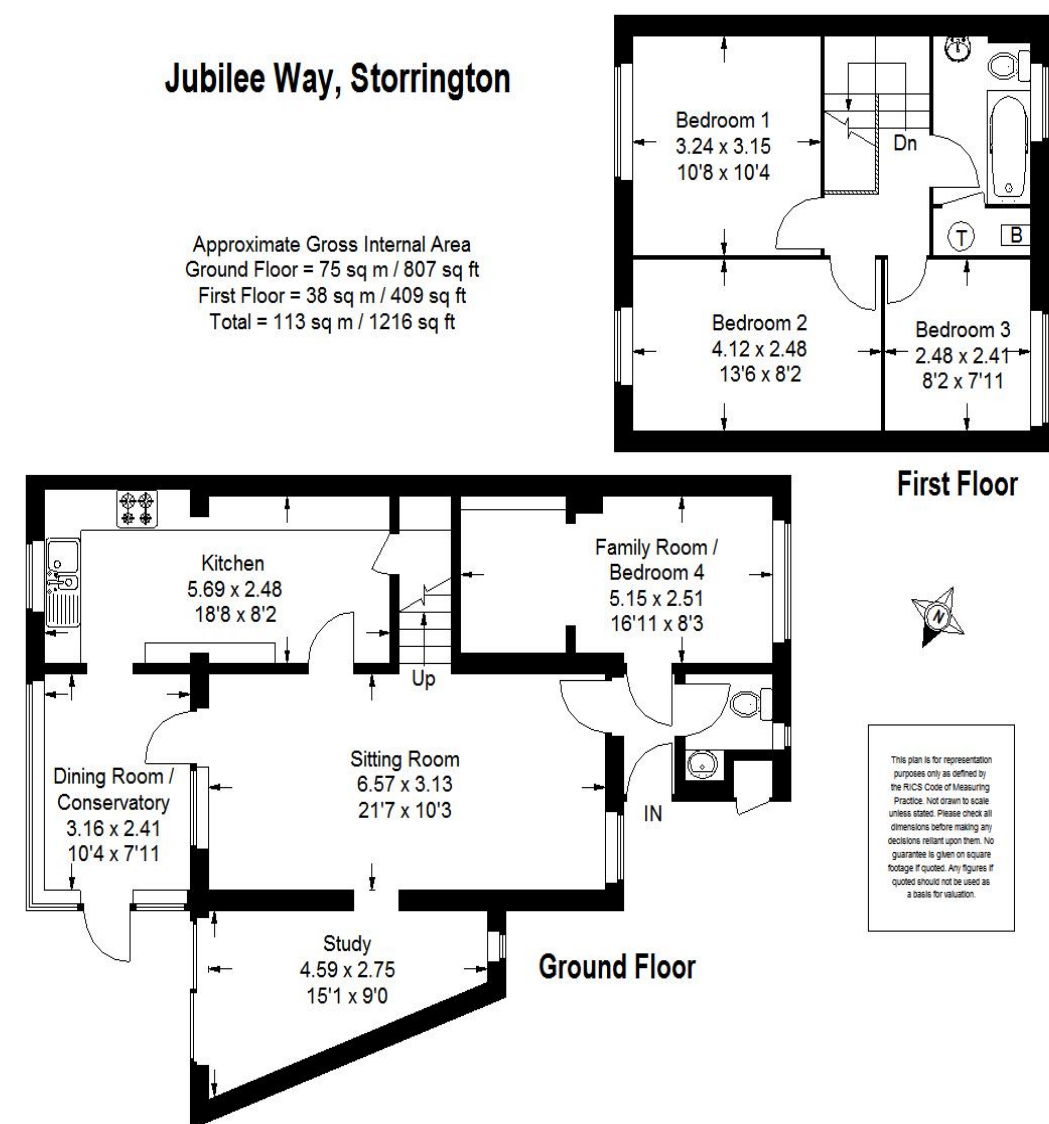 Jubilee Way, Storrington
Approximate Gross Internal Area
Ground Floor = 75 sq m / 807 sq ft
First Floor = 38 sq m / 409 sq ft
Total = 113 sq m / 1216 sq ft
Bedroom 1
3.24 x 3.15
10'8 x 10'4
Dn
T
B
Bedroom 2
4.12 x 2.48
13'6 x 8'2
Bedroom 3
2.48 x 2.41
8'2 x 7'11
First Floor
Kitchen
5.69 x 2.48
18'8 x 8'2
Up
Family Room /
Bedroom 4
5.15 x 2.51
16'11 x 8'3
N
Dining Room /
Conservatory
3.16 x 2.41
10'4 x 7'11
Sitting Room
6.57 x 3.13
21'7 x 10'3
IN
Study
4.59 x 2.75
15'1 x 9'0
Ground Floor
This plan is for representation
purposes only as defined by
the RICS Code of Measuring
Practice. Not drawn to scale
unless stated. Please check all
dimensions before making any
decisions reliant upon them. No
guarantee is given on square
footage if quoted. Any figures if
quoted should not be used as
a basis for valuation.